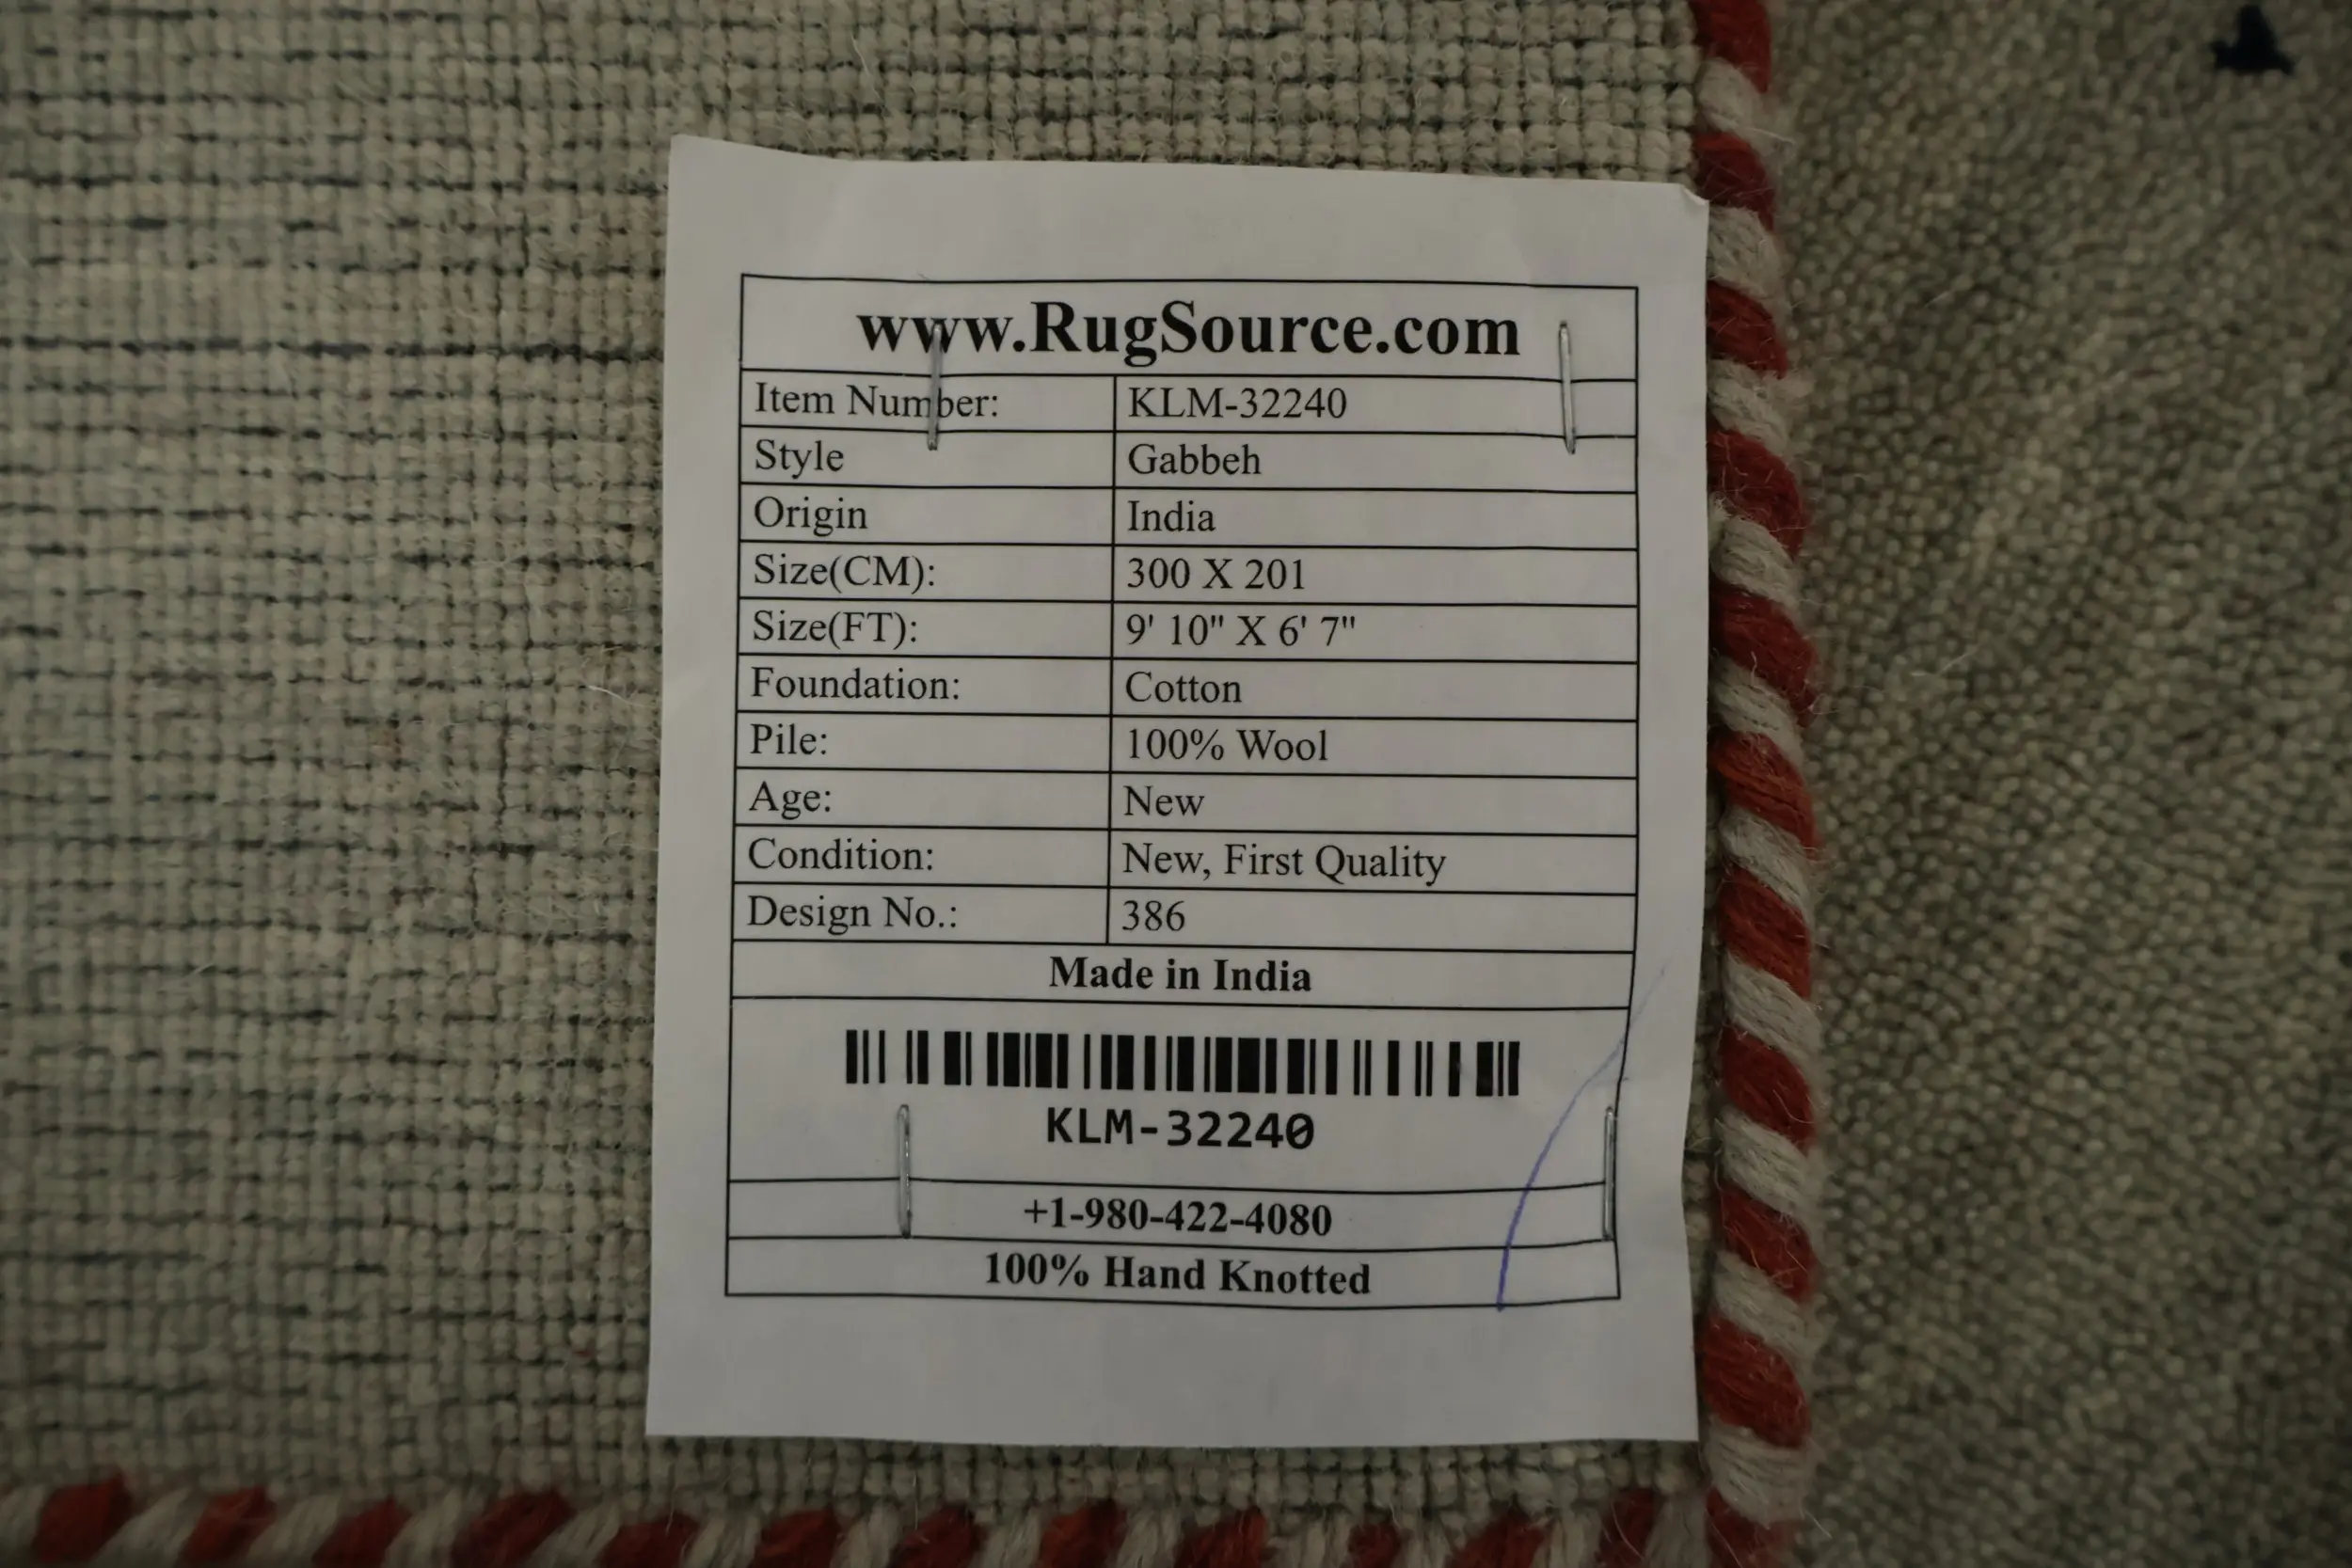 www.RugSource.com
Item Number: KLM-32240
Style Gabbeh
Origin India
Size(CM): 300 X 201
Size(FT): 9' 10" X 6' 7"
Foundation: Cotton
Pile: 100% Wool
Age: New
Condition: New, First Quality
Design No.: 386
Made in India
KLM-32240
+1-980-422-4080
100% Hand Knotted